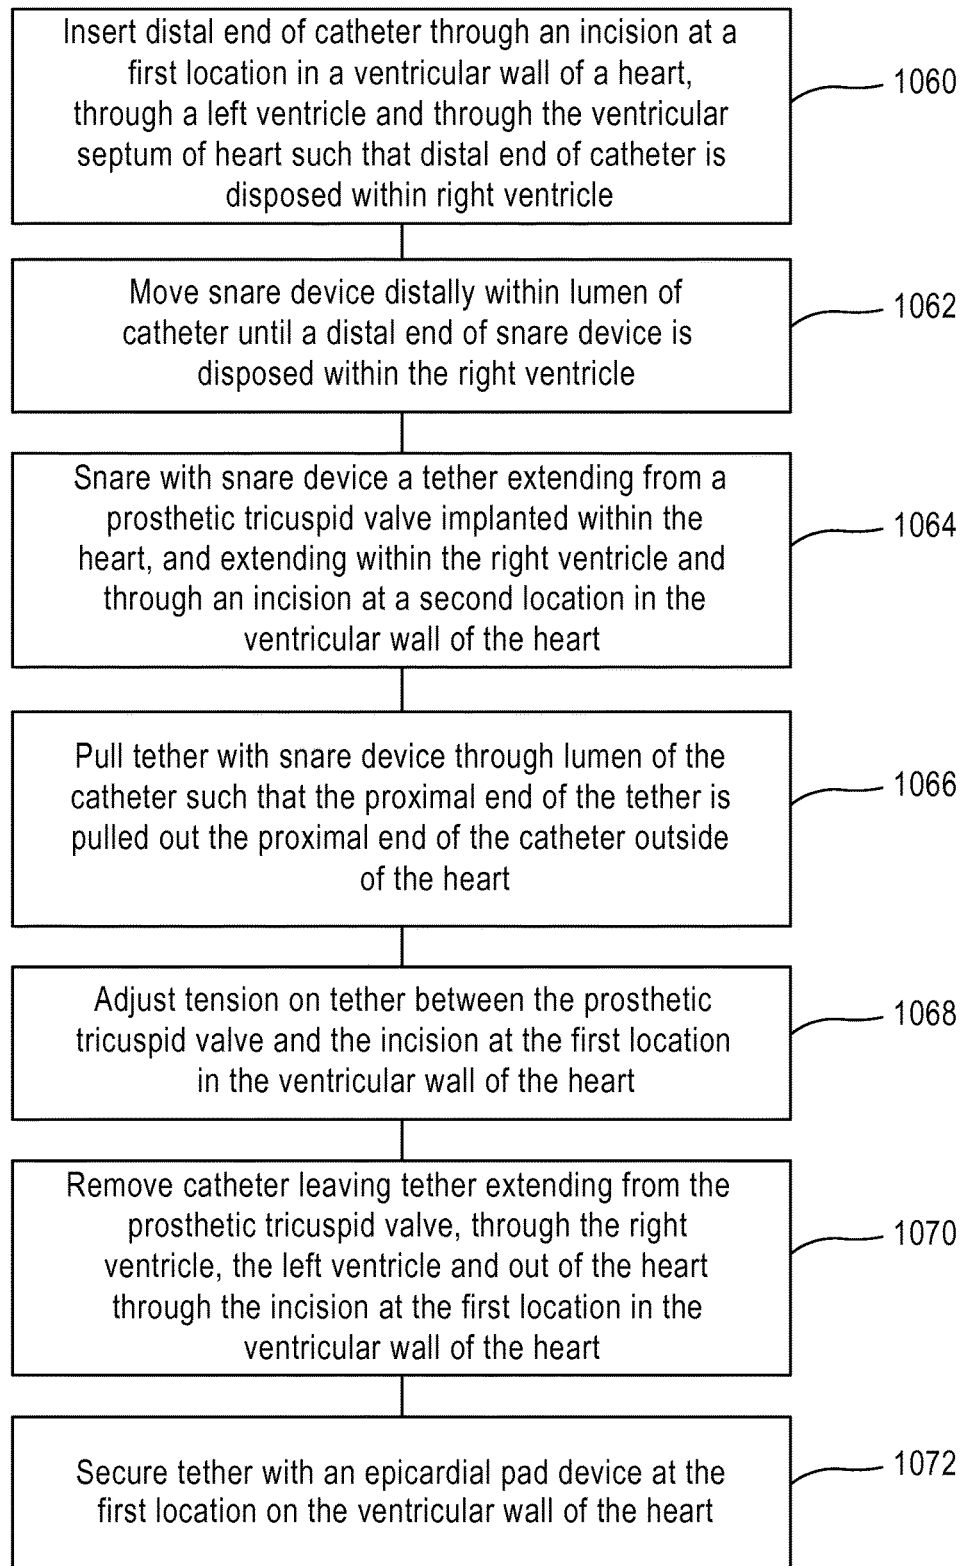 Insert distal end of catheter through an incision at a
first location in a ventricular wall of a heart,
through a left ventricle and through the ventricular
septum of heart such that distal end of catheter is
disposed within right ventricle
1060
Move snare device distally within lumen of
catheter until a distal end of snare device is
disposed within the right ventricle
1062
Snare with snare device a tether extending from a
prosthetic tricuspid valve implanted within the
heart, and extending within the right ventricle and
through an incision at a second location in the
ventricular wall of the heart
1064
Pull tether with snare device through lumen of the
catheter such that the proximal end of the tether is
pulled out the proximal end of the catheter outside
of the heart
1066
Adjust tension on tether between the prosthetic
tricuspid valve and the incision at the first location
in the ventricular wall of the heart
1068
Remove catheter leaving tether extending from the
prosthetic tricuspid valve, through the right
ventricle, the left ventricle and out of the heart
through the incision at the first location in the
ventricular wall of the heart
1070
Secure tether with an epicardial pad device at the
first location on the ventricular wall of the heart
1072